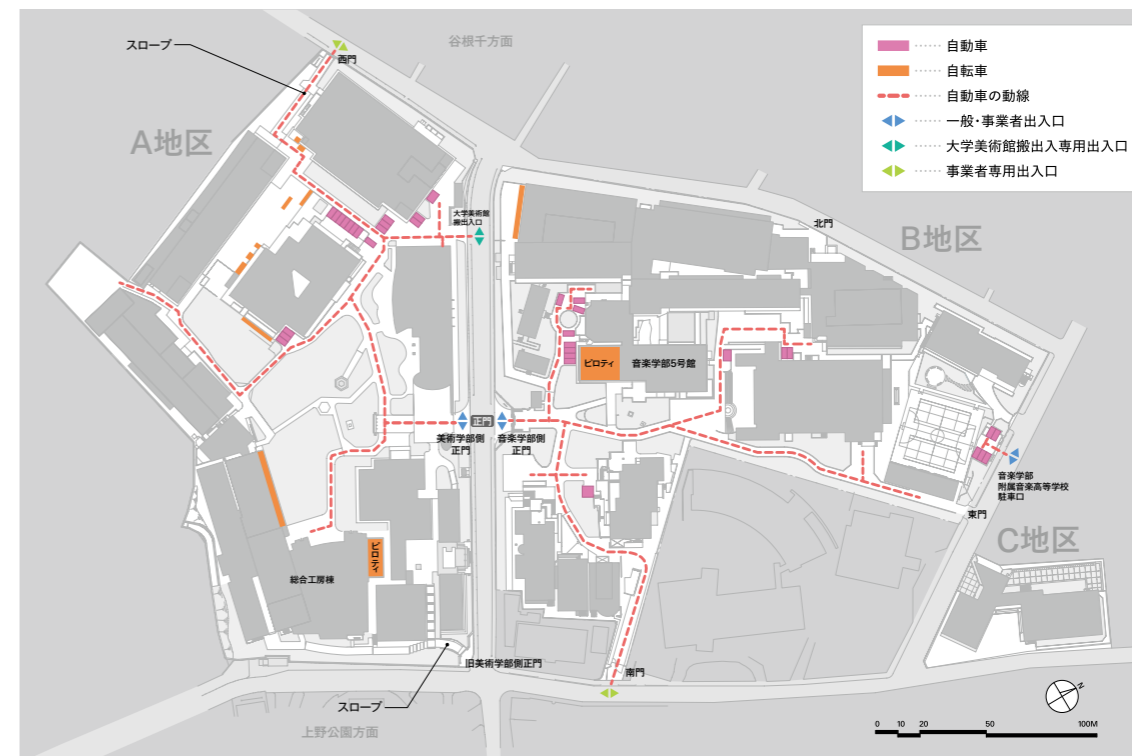 スロープ
西門
谷根千方面
自動車
自転車
自動車の動線
一般・事業者出入口
大学美術館搬出入専用出入口
事業者専用出入口
A地区
大学美術館
搬出入口
北門
B地区
ピロティ
音楽学部5号館
正門
美術学部側
正門
音楽学部側
正門
音楽学部
附属音楽高等学校
駐車口
東門
C地区
ピロティ
総合工房棟
旧美術学部側正門
南門
スロープ
上野公園方面
N
0 10 20 50 100M